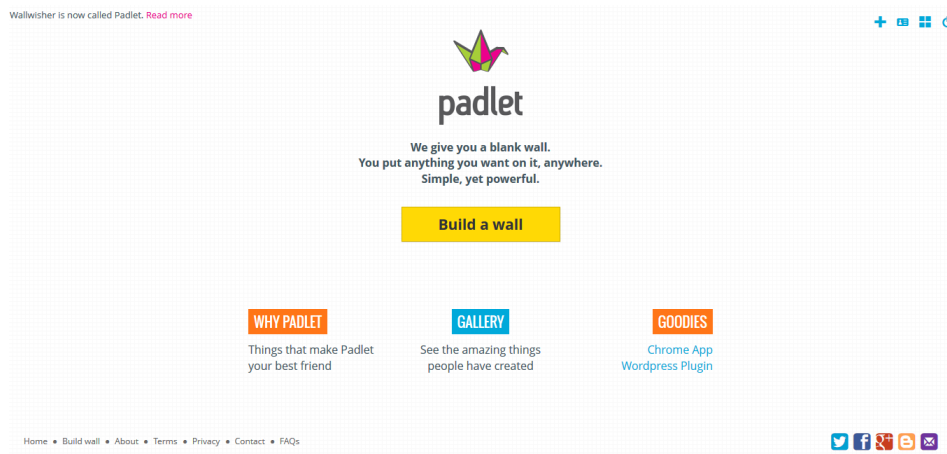 Wallwisher is now called Padlet. Read more
padlet
We give you a blank wall.
You put anything you want on it, anywhere.
Simple, yet powerful.
Build a wall
WHY PADLET
Things that make Padlet
your best friend
GALLERY
See the amazing things
people have created
GOODIES
Chrome App
Wordpress Plugin
Home • Build wall • About • Terms • Privacy • Contact • FAQs